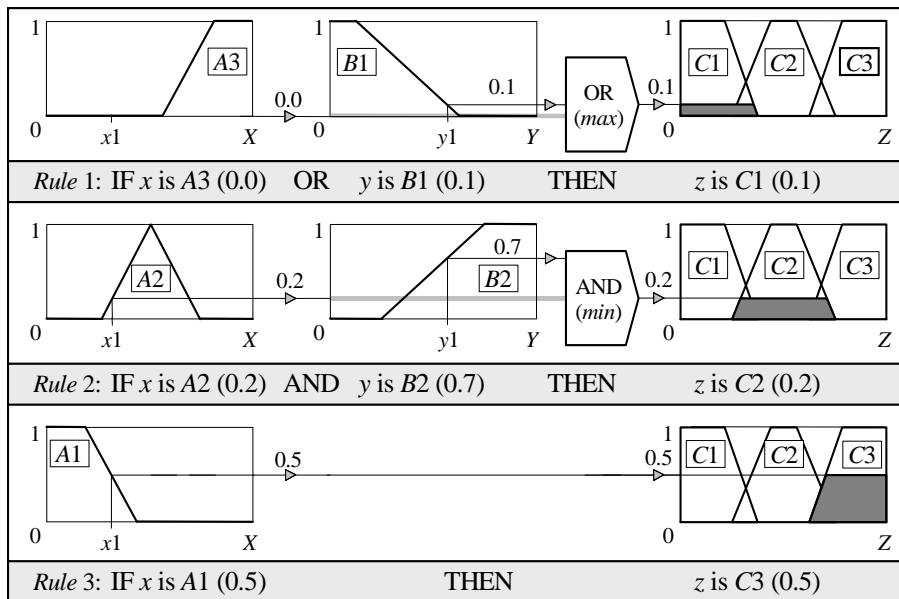 1 1 1
A3 B1 C1 C2 C3
0.1 OR 0.1
0.0 (max)
0 x1 X 0 y1 Y 0 Z
Rule 1: IF x is A3 (0.0) OR y is B1 (0.1) THEN z is C1 (0.1)
1 1 1
0.7
A2 B2 C1 C2 C3
0.2 AND 0.2
(min)
0 x1 X 0 y1 Y 0 Z
Rule 2: IF x is A2 (0.2) AND y is B2 (0.7) THEN z is C2 (0.2)
1 1
A1 C1 C2 C3
0.5 0.5
0 x1 X 0 Z
Rule 3: IF x is A1 (0.5) THEN z is C3 (0.5)